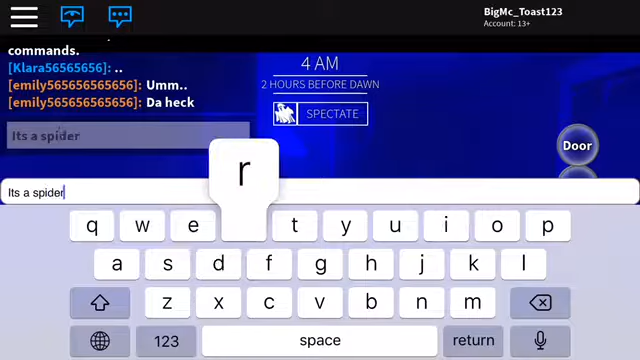 BigMc_Toast123
Account: 13+
commands.
[Klara56565656]: ..
[emily565656565656]: Umm..
[emily565656565656]: Da heck
Its a spider
4 AM
2 HOURS BEFORE DAWN
SPECTATE
Door
Its a spider
r
q w e t y u i o p
a s d f g h j k l
z x c v b n m
123 space return